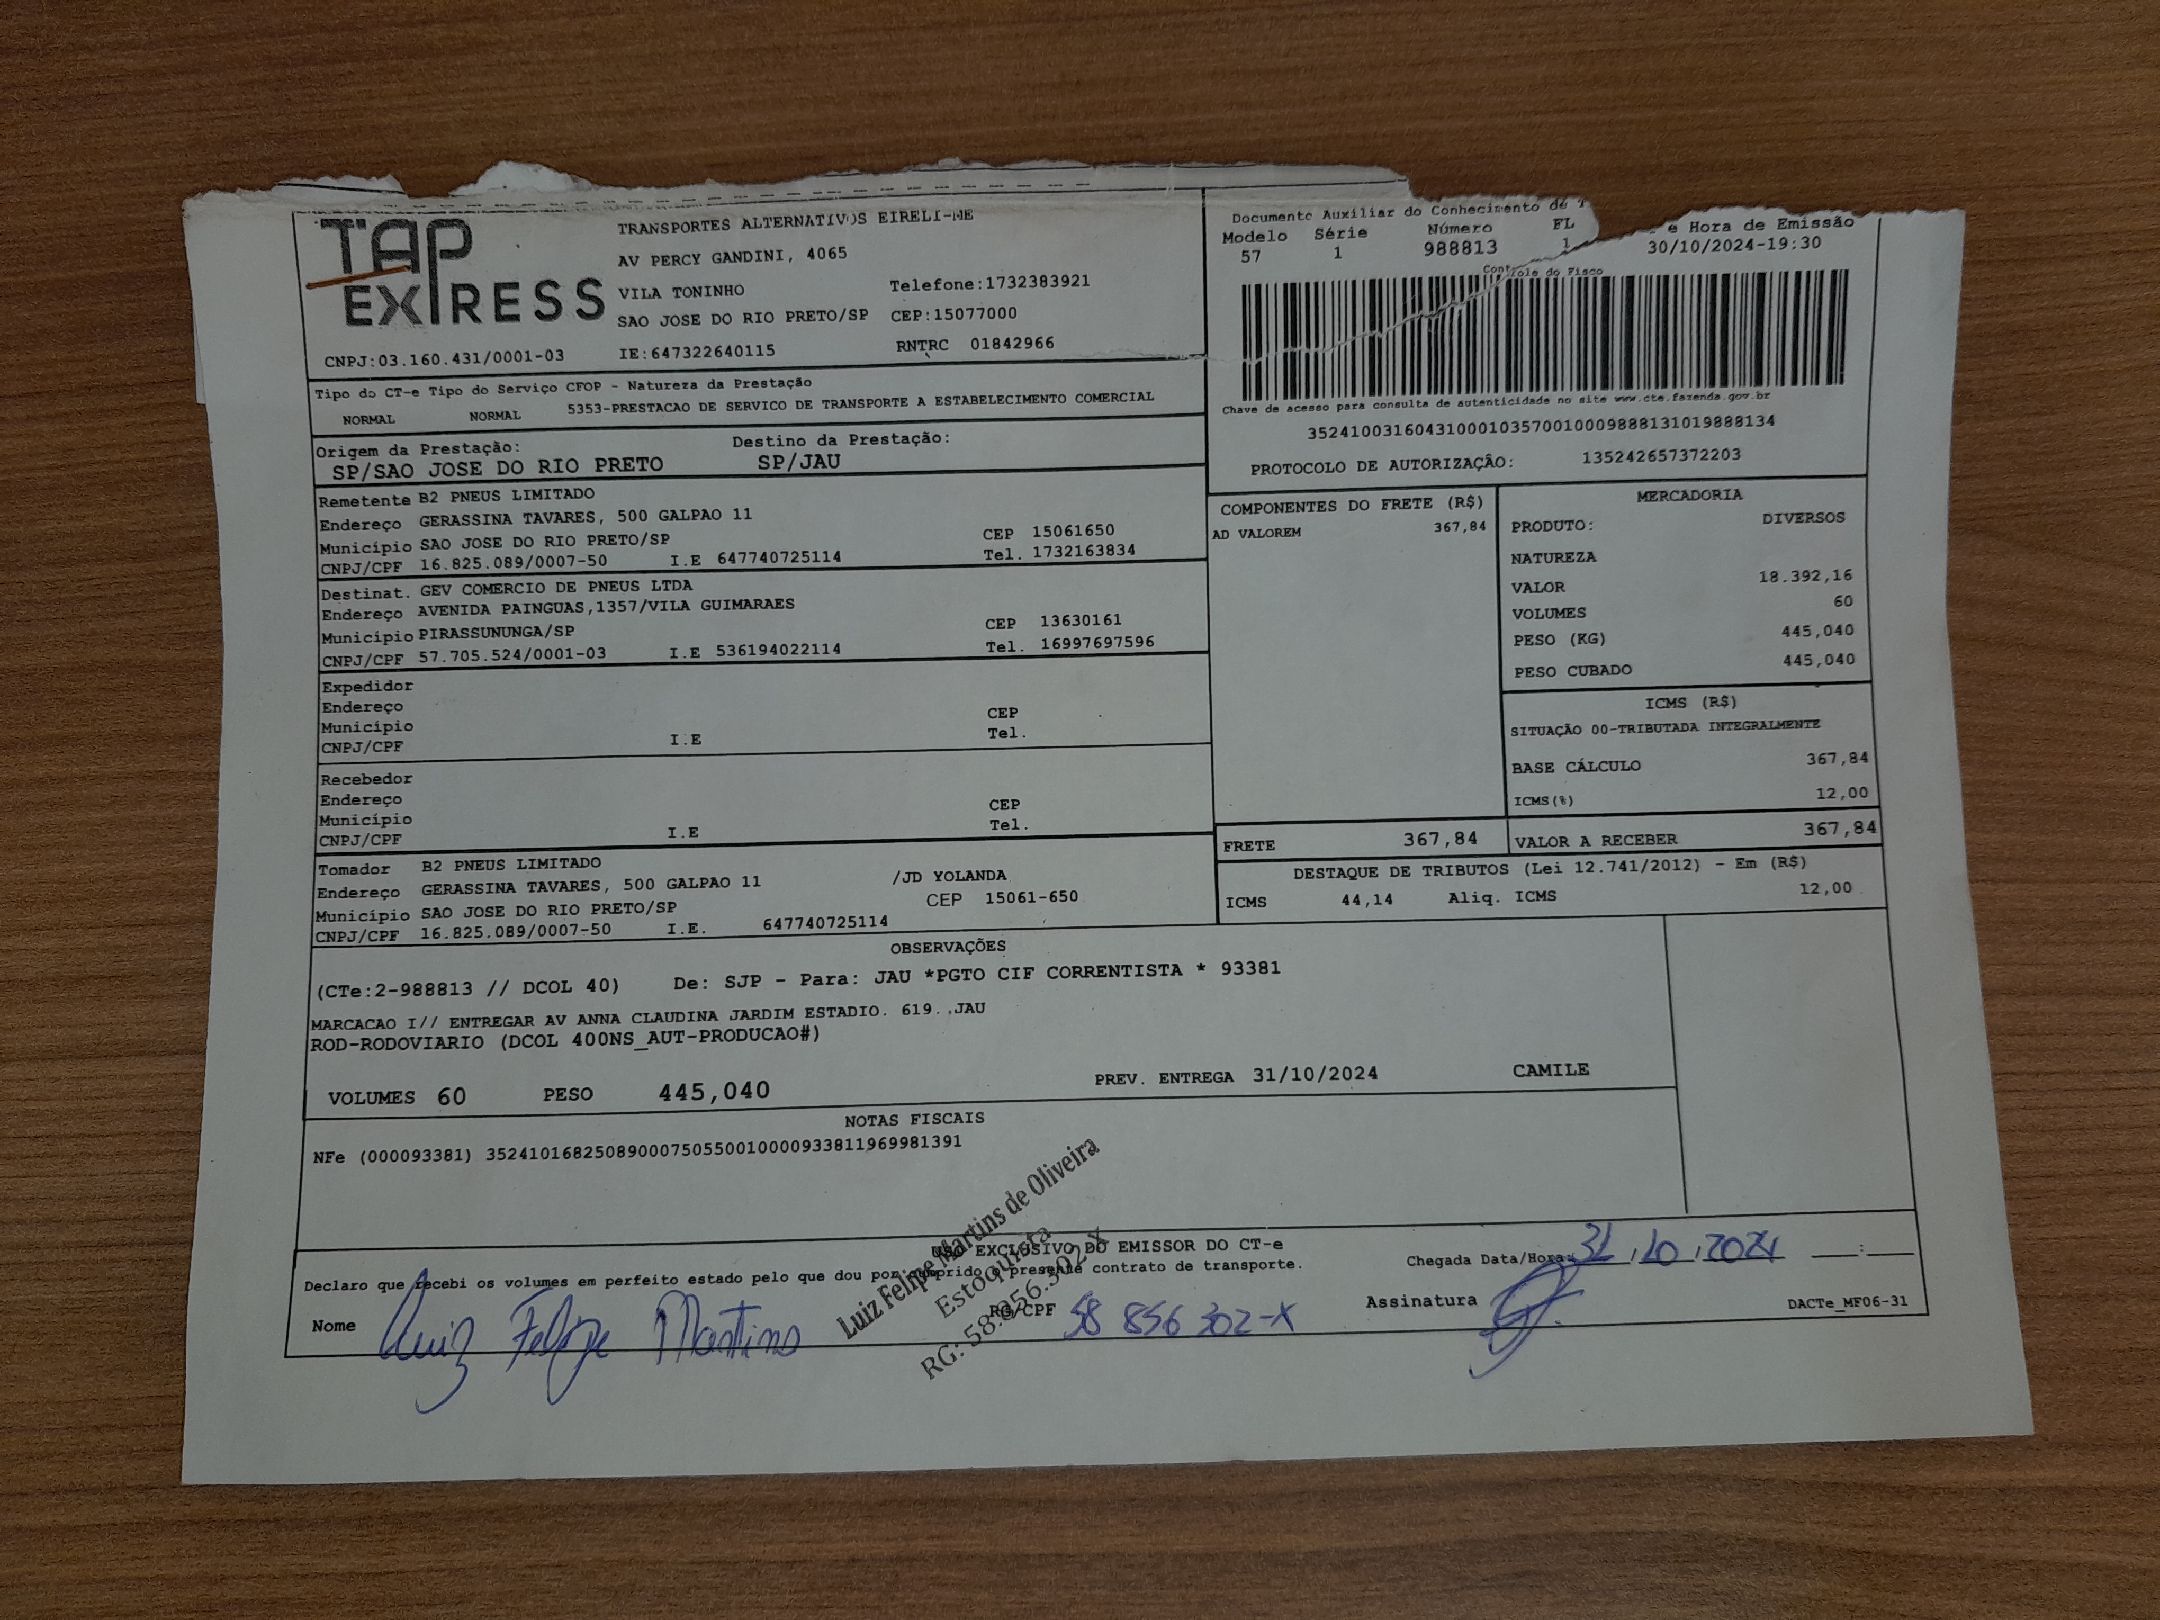 TAP EXPRESS
TRANSPORTES ALTERNATIVOS EIRELI-ME
AV PERCY GANDINI, 4065
VILA TONINHO Telefone:1732383921
SAO JOSE DO RIO PRETO/SP CEP:15077000
CNPJ:03.160.431/0001-03 IE:647322640115 RNTRC 01842966
Documento Auxiliar do Conhecimento de T
Modelo Série Número FL e Hora de Emissão
57 1 988813 1 30/10/2024-19:30
Controle do Fisco
Chave de acesso para consulta de autenticidade no site www.cte.fazenda.gov.br
35241003160431000103570010009888131019888134
PROTOCOLO DE AUTORIZAÇÃO: 135242657372203
Tipo do CT-e Tipo do Serviço CFOP - Natureza da Prestação
NORMAL NORMAL 5353-PRESTACAO DE SERVICO DE TRANSPORTE A ESTABELECIMENTO COMERCIAL
Origem da Prestação: Destino da Prestação:
SP/SAO JOSE DO RIO PRETO SP/JAU
Remetente B2 PNEUS LIMITADO
Endereço GERASSINA TAVARES, 500 GALPAO 11 CEP 15061650
Município SAO JOSE DO RIO PRETO/SP Tel. 1732163834
CNPJ/CPF 16.825.089/0007-50 I.E 647740725114
Destinat. GEV COMERCIO DE PNEUS LTDA
Endereço AVENIDA PAINGUAS,1357/VILA GUIMARAES
Município PIRASSUNUNGA/SP CEP 13630161
CNPJ/CPF 57.705.524/0001-03 I.E 536194022114 Tel. 16997697596
Expedidor
Endereço
Município CEP
CNPJ/CPF I.E Tel.
Recebedor
Endereço CEP
Município Tel.
CNPJ/CPF I.E
Tomador B2 PNEUS LIMITADO
Endereço GERASSINA TAVARES, 500 GALPAO 11 /JD YOLANDA
Município SAO JOSE DO RIO PRETO/SP CEP 15061-650
CNPJ/CPF 16.825.089/0007-50 I.E. 647740725114
COMPONENTES DO FRETE (R$)
AD VALOREM 367,84
MERCADORIA
PRODUTO: DIVERSOS
NATUREZA
VALOR 18.392,16
VOLUMES 60
PESO (KG) 445,040
PESO CUBADO 445,040
ICMS (R$)
SITUAÇÃO 00-TRIBUTADA INTEGRALMENTE
BASE CÁLCULO 367,84
ICMS(%) 12,00
FRETE 367,84 VALOR A RECEBER 367,84
DESTAQUE DE TRIBUTOS (Lei 12.741/2012) - Em (R$)
ICMS 44,14 Aliq. ICMS 12,00
OBSERVAÇÕES
(CTe:2-988813 // DCOL 40) De: SJP - Para: JAU *PGTO CIF CORRENTISTA * 93381
MARCACAO I// ENTREGAR AV ANNA CLAUDINA JARDIM ESTADIO. 619..JAU
ROD-RODOVIARIO (DCOL 400NS_AUT-PRODUCAO#)
VOLUMES 60 PESO 445,040 PREV. ENTREGA 31/10/2024 CAMILE
NOTAS FISCAIS
NFe (000093381) 35241016825089000750550010000933811969981391
Luiz Felipe Martins de Oliveira
Estoquista
RG: 58.856.302-X
USO EXCLUSIVO DO EMISSOR DO CT-e
Declaro que recebi os volumes em perfeito estado pelo que dou por cumprido o presente contrato de transporte.
Chegada Data/Hora: 31 10 2024 :
Nome Luiz Felipe Martins RG/CPF 58 856 302-X Assinatura
DACTe_MF06-31